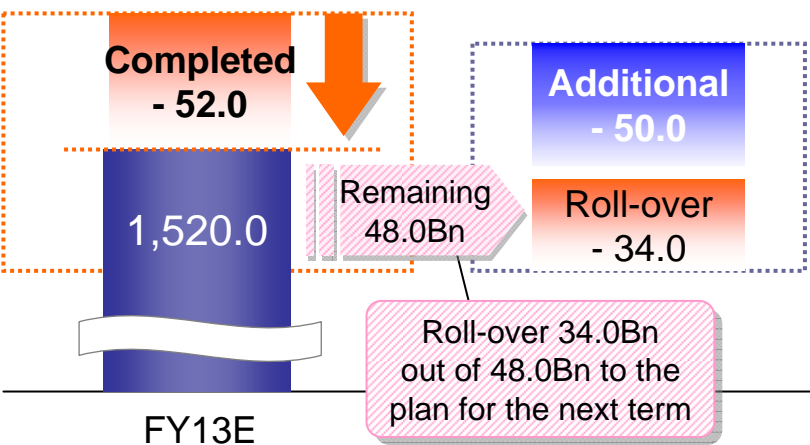 Completed
- 52.0
Additional
- 50.0
Remaining
48.0Bn
1,520.0
Roll-over
- 34.0
Roll-over 34.0Bn
out of 48.0Bn to the
plan for the next term
FY13E